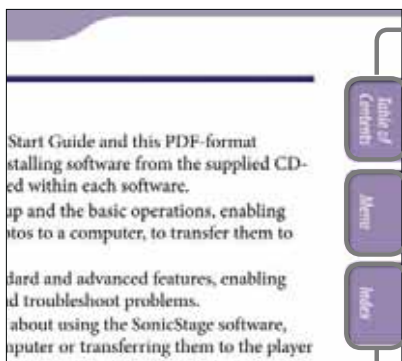 Start Guide and this PDF-format
stalling software from the supplied CD-
ed within each software.
up and the basic operations, enabling
tos to a computer, to transfer them to
dard and advanced features, enabling
d troubleshoot problems.
about using the SonicStage software,
mputer or transferring them to the player
Table of
Contents
Menu
Index